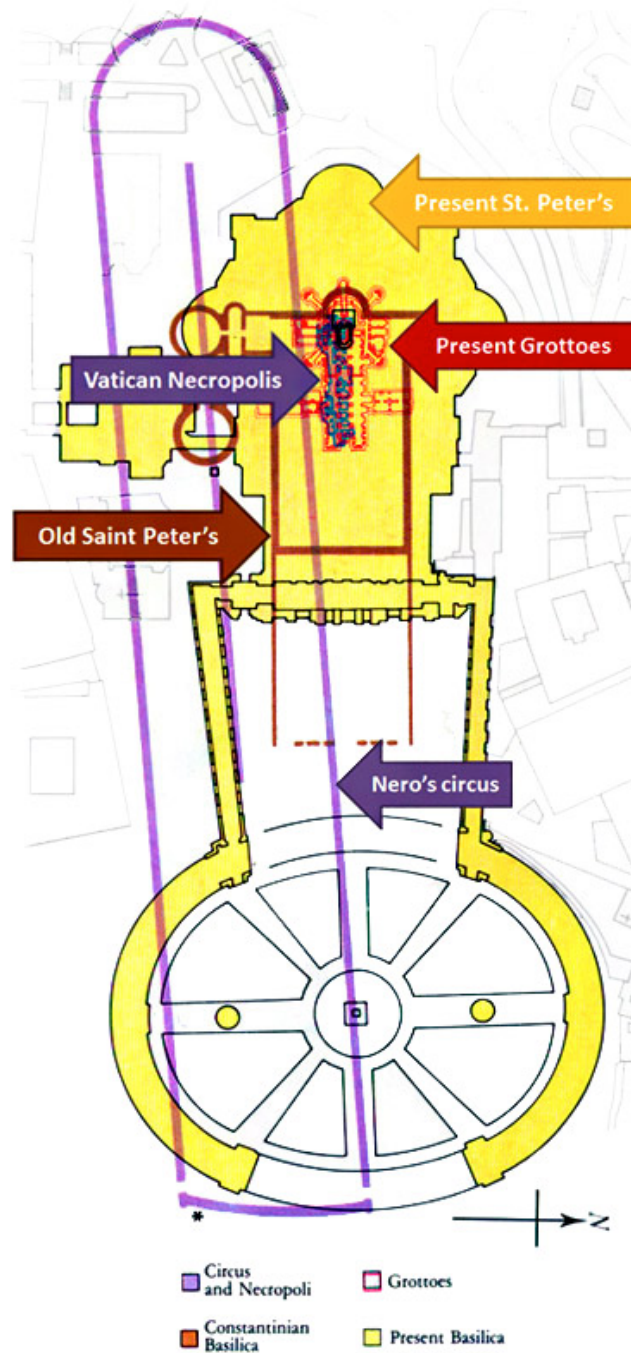 Present St. Peter's
Present Grottoes
Vatican Necropolis
Old Saint Peter's
Nero's circus
*
N
Circus
and Necropoli
Grottoes
Constantinian
Basilica
Present Basilica